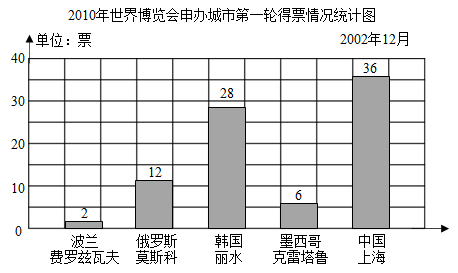 2010年世界博览会申办城市第一轮得票情况统计图
单位：票 2002年12月
40
36
30
28
20
12
10
6
2
0
波兰 俄罗斯 韩国 墨西哥 中国
费罗兹瓦夫 莫斯科 丽水 克雷塔鲁 上海